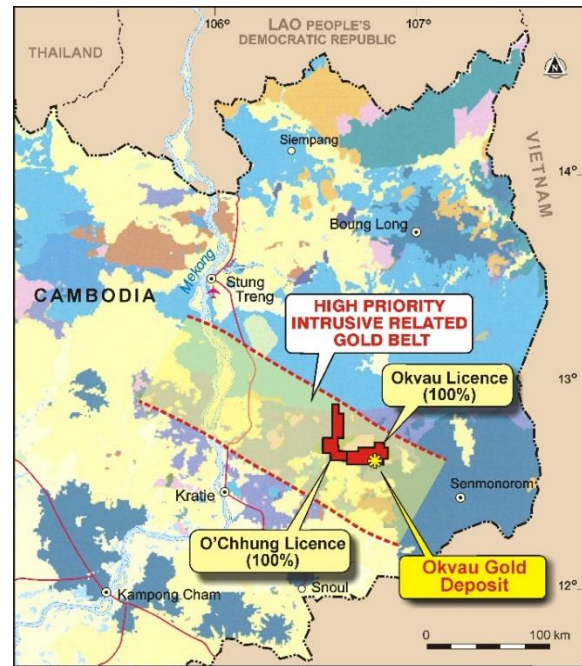 106°
107°
LAO PEOPLE'S
DEMOCRATIC REPUBLIC
THAILAND
N
Siempang
VIETNAM
14°
Boung Long
Mekong
Stung
Treng
CAMBODIA
HIGH PRIORITY
INTRUSIVE RELATED
GOLD BELT
13°
Okvau Licence
(100%)
Kratie
Senmonorom
O'Chhung Licence
(100%)
Okvau Gold
Deposit
Snoul
12°
Kampong Cham
0
100 km